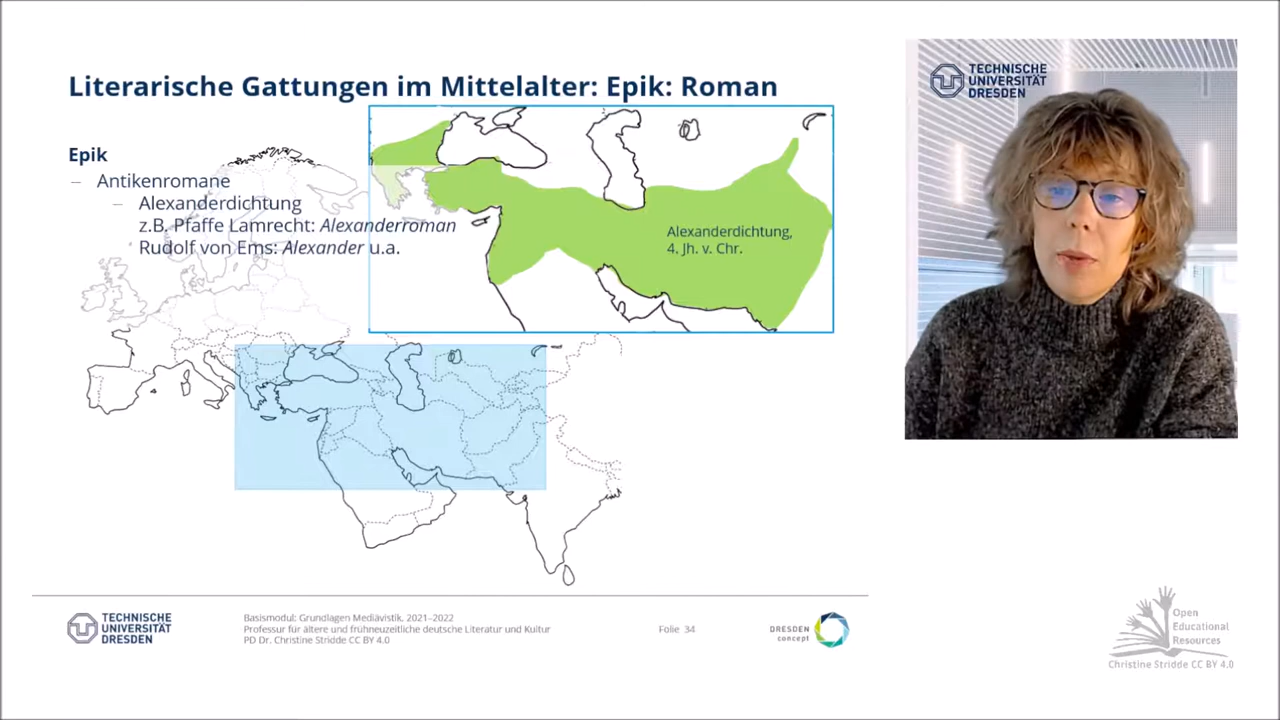 Literarische Gattungen im Mittelalter: Epik: Roman
Epik
– Antikenromane
– Alexanderdichtung
z.B. Pfaffe Lamrecht: Alexanderroman
Rudolf von Ems: Alexander u.a.
Alexanderdichtung,
4. Jh. v. Chr.
TECHNISCHE
UNIVERSITÄT
DRESDEN
TECHNISCHE
UNIVERSITÄT
DRESDEN
Basismodul: Grundlagen Mediävistik, 2021–2022
Professur für ältere und frühneuzeitliche deutsche Literatur und Kultur
PD Dr. Christine Stridde CC BY 4.0
Folie 34
DRESDEN
concept
Open
Educational
Resources
Christine Stridde CC BY 4.0